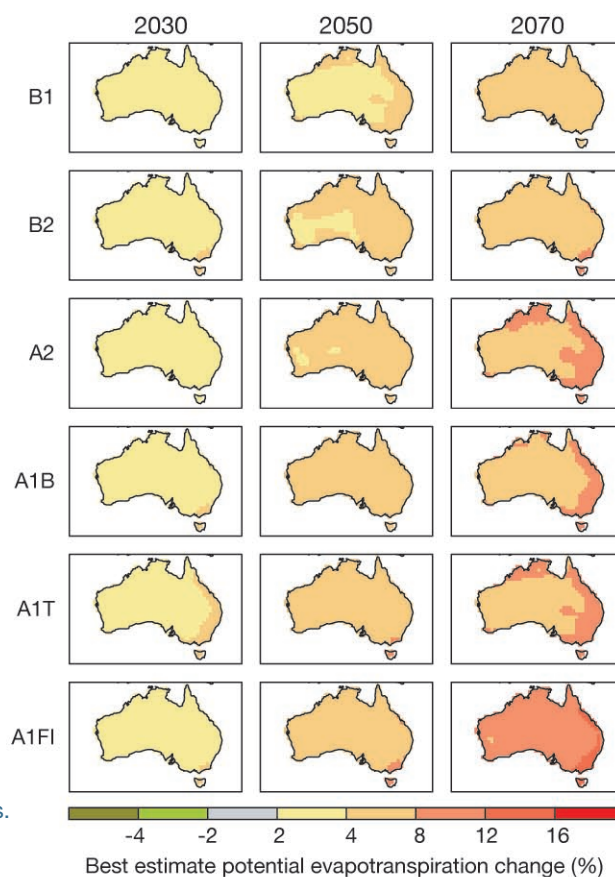 2030 2050 2070
B1
B2
A2
A1B
A1T
A1FI
s.
-4 -2 2 4 8 12 16
Best estimate potential evapotranspiration change (%)